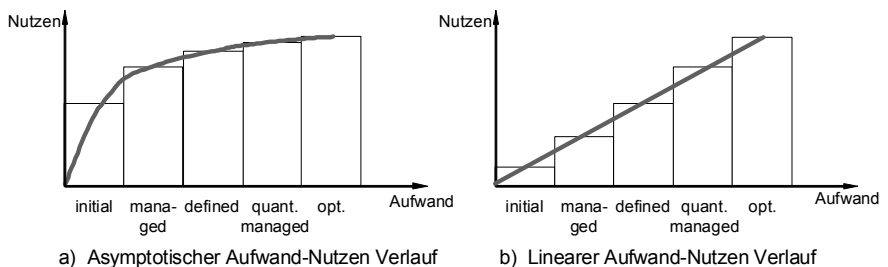 Nutzen
initial
mana-
ged
defined
quant.
managed
opt.
Aufwand
a) Asymptotischer Aufwand-Nutzen Verlauf
Nutzen
initial
mana-
ged
defined
quant.
managed
opt.
Aufwand
b) Linearer Aufwand-Nutzen Verlauf